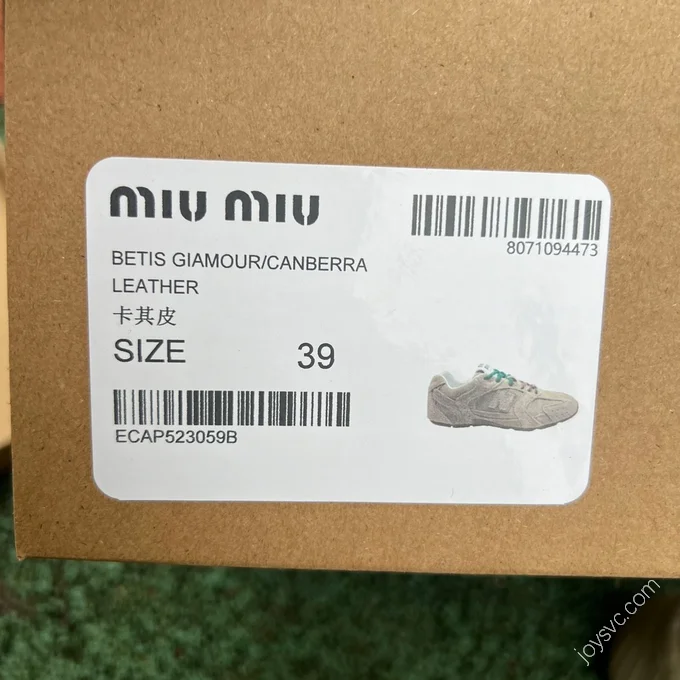 miu miu
8071094473
BETIS GIAMOUR/CANBERRA
LEATHER
卡其皮
SIZE 39
ECAP523059B
joysvc.com